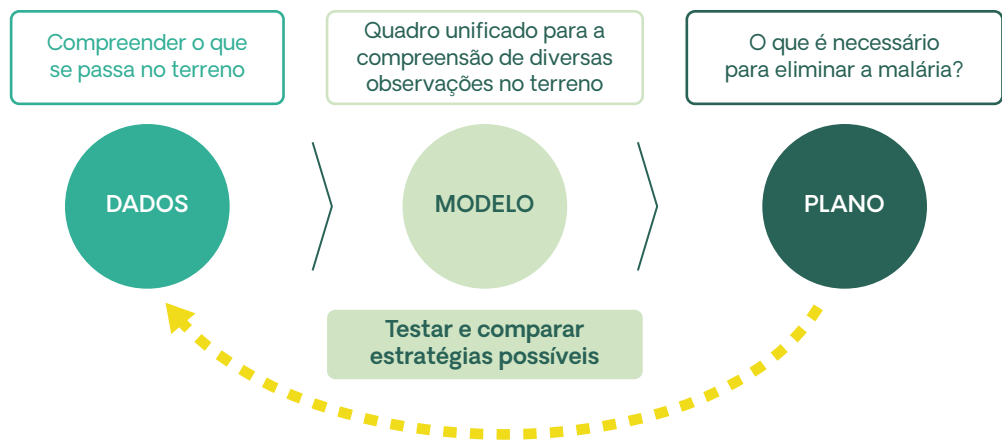 Compreender o que
se passa no terreno
Quadro unificado para a
compreensão de diversas
observações no terreno
O que é necessário
para eliminar a malária?
DADOS
MODELO
PLANO
Testar e comparar
estratégias possíveis